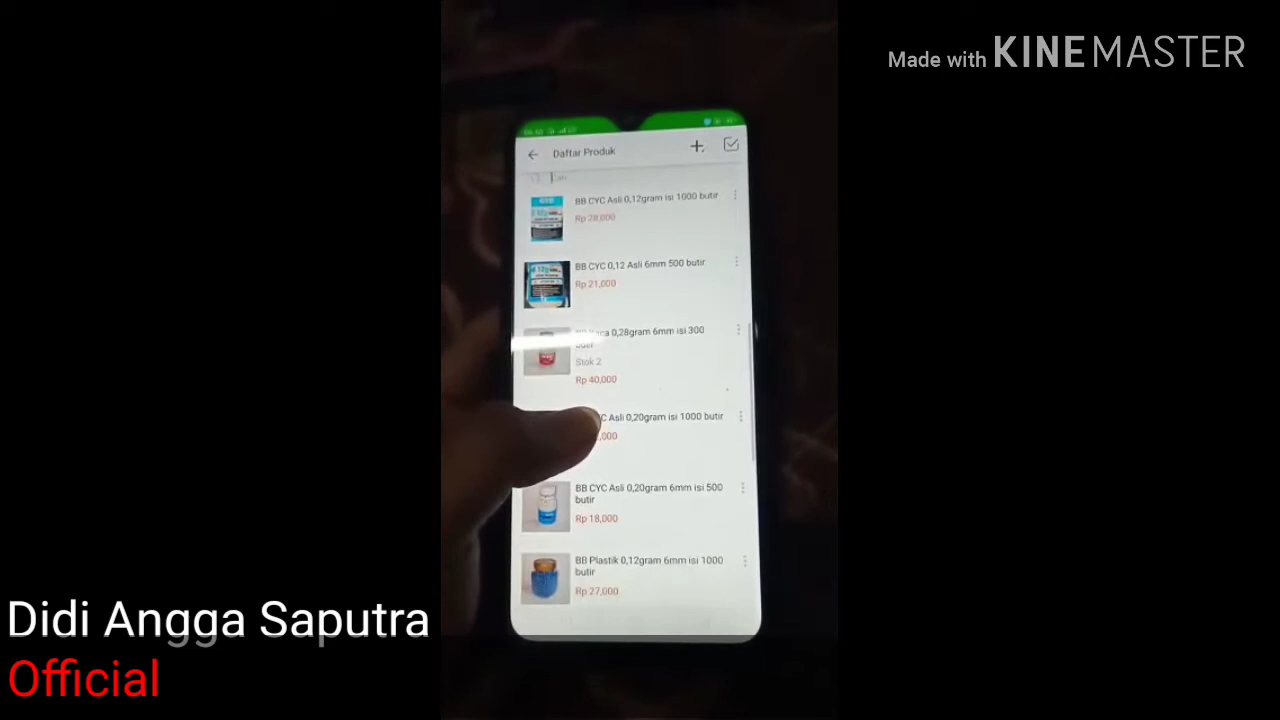 Made with KINEMASTER
Daftar Produk
BB CYC Asli 0,12gram isi 1000 butir
Rp 28,000
BB CYC 0,12 Asli 6mm 500 butir
Rp 21,000
0,28gram 6mm isi 300
butir
Stok 2
Rp 40,000
Asli 0,20gram isi 1000 butir
,000
BB CYC Asli 0,20gram 6mm isi 500
butir
Rp 18,000
BB Plastik 0,12gram 6mm isi 1000
butir
Rp 27,000
Didi Angga Saputra
Official